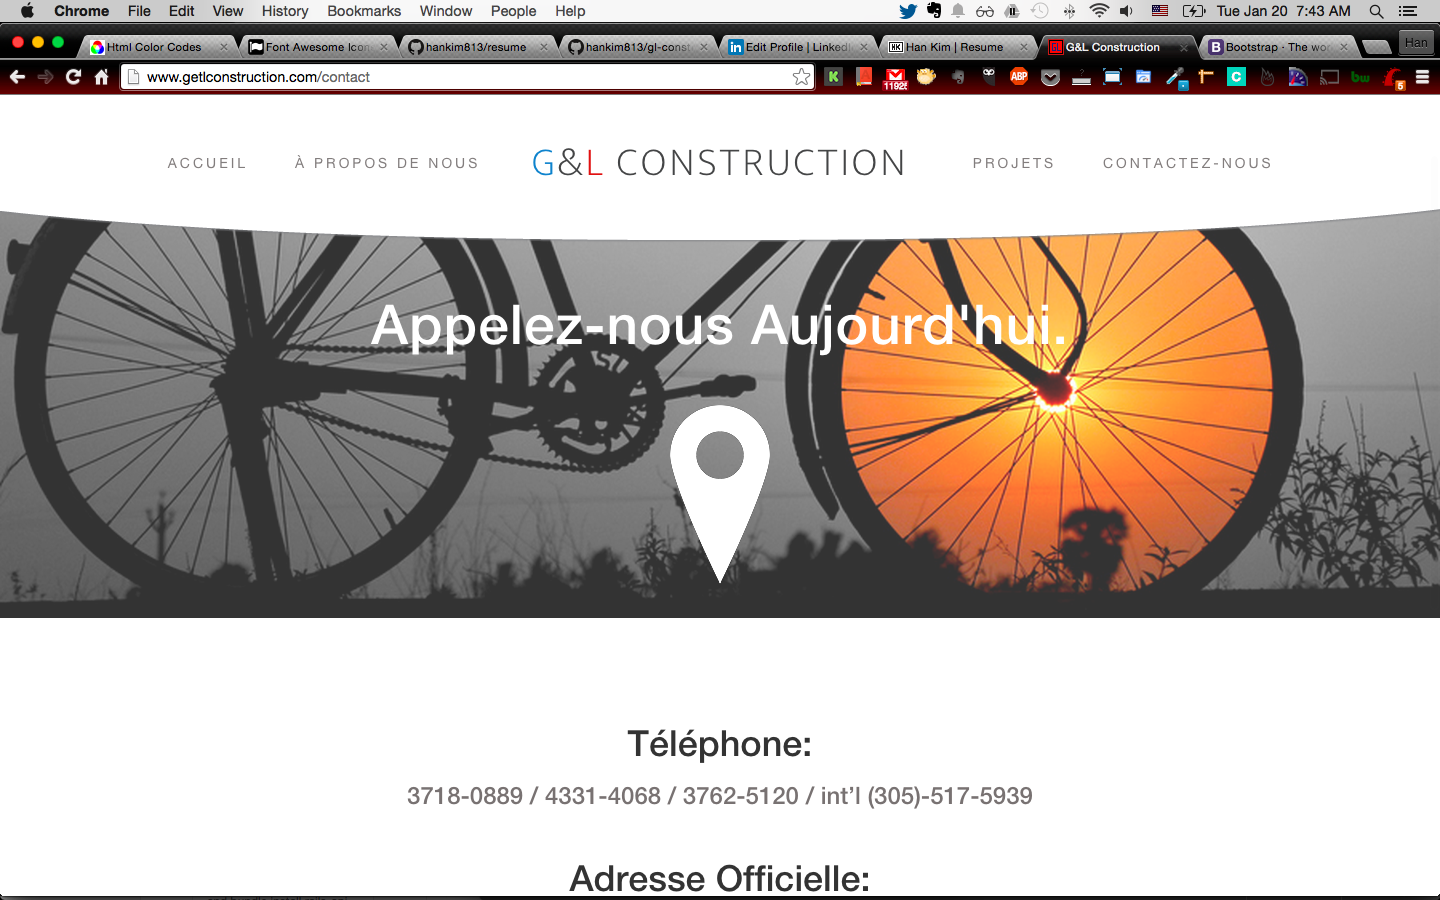 Chrome File Edit View History Bookmarks Window People Help Tue Jan 20 7:43 AM
Html Color Codes Font Awesome Icon hankim813/resume hankim813/gl-const Edit Profile | LinkedI Han Kim | Resume G&L Construction Bootstrap · The wor Han
www.getlconstruction.com/contact
ACCUEIL À PROPOS DE NOUS G&L CONSTRUCTION PROJETS CONTACTEZ-NOUS
Appelez-nous Aujourd'hui.
Téléphone:
3718-0889 / 4331-4068 / 3762-5120 / int’l (305)-517-5939
Adresse Officielle: